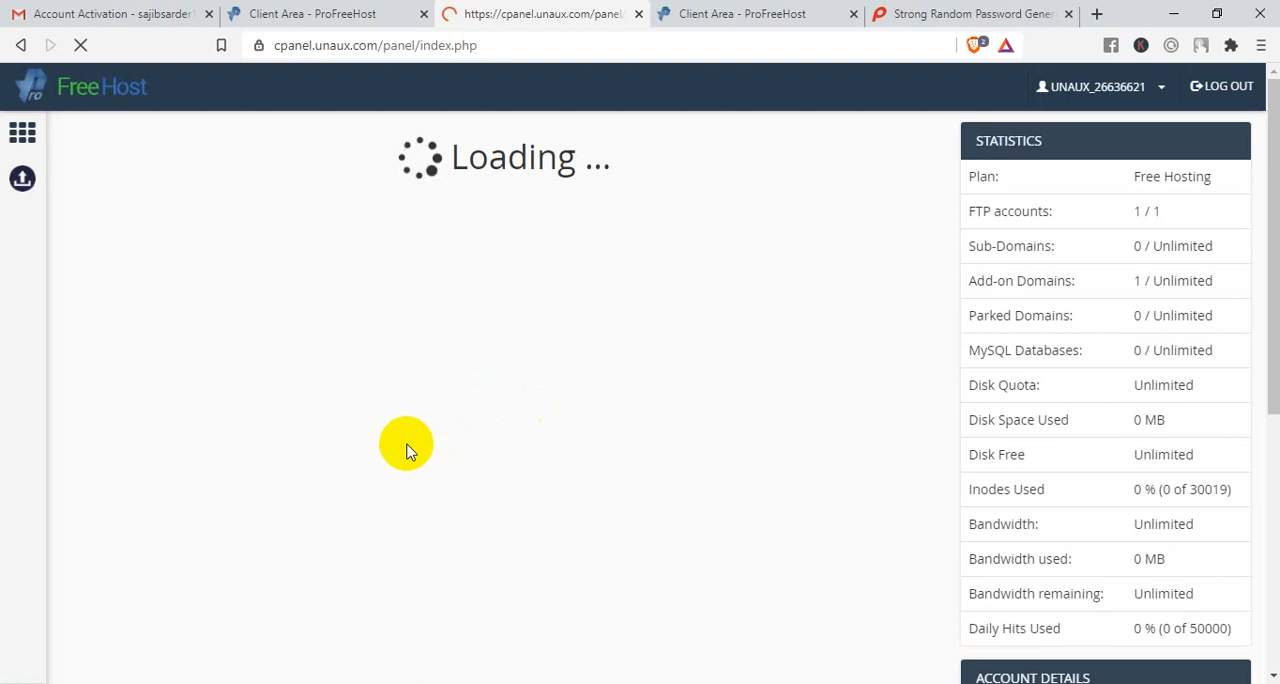 Account Activation - sajibsarder
Client Area - ProFreeHost
https://cpanel.unaux.com/panel/
Client Area - ProFreeHost
Strong Random Password Gener
cpanel.unaux.com/panel/index.php
2
K
ro FreeHost
UNAUX_26636621
LOG OUT
Loading ...
STATISTICS
Plan: Free Hosting
FTP accounts: 1 / 1
Sub-Domains: 0 / Unlimited
Add-on Domains: 1 / Unlimited
Parked Domains: 0 / Unlimited
MySQL Databases: 0 / Unlimited
Disk Quota: Unlimited
Disk Space Used 0 MB
Disk Free Unlimited
Inodes Used 0 % (0 of 30019)
Bandwidth: Unlimited
Bandwidth used: 0 MB
Bandwidth remaining: Unlimited
Daily Hits Used 0 % (0 of 50000)
ACCOUNT DETAILS